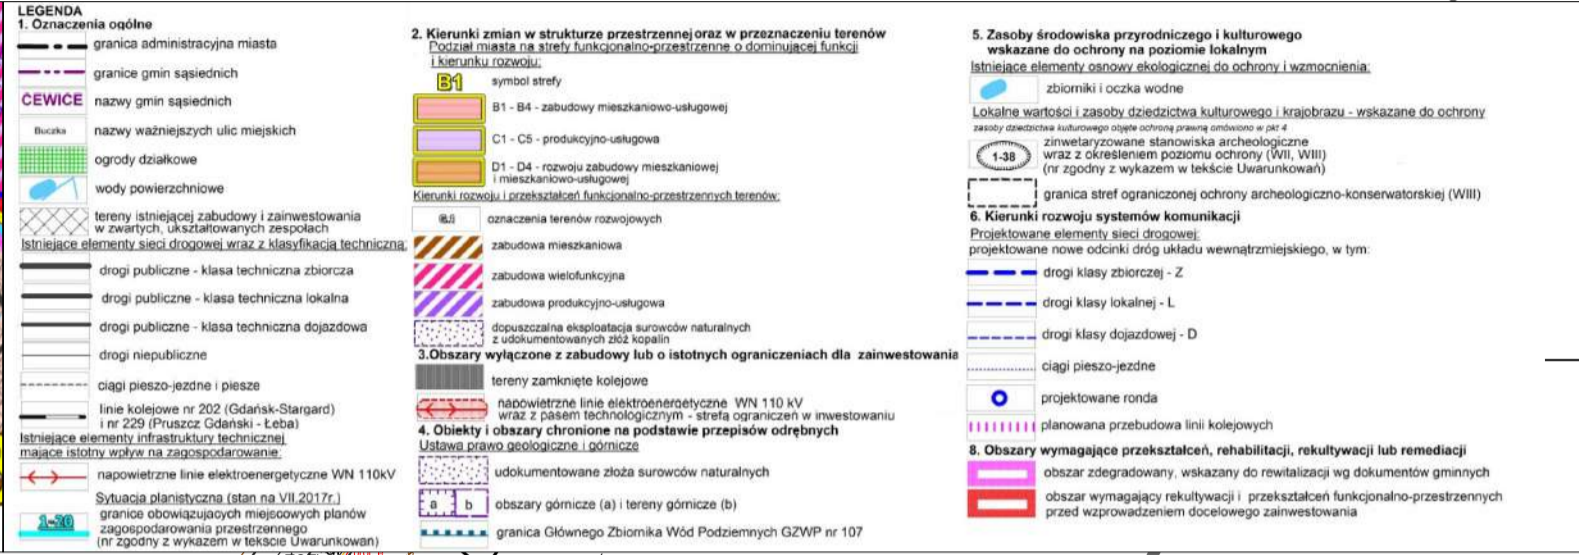 LEGENDA
1. Oznaczenia ogólne
granica administracyjna miasta
granice gmin sąsiednich
CEWICE nazwy gmin sąsiednich
Buczka nazwy ważniejszych ulic miejskich
ogrody działkowe
wody powierzchniowe
tereny istniejącej zabudowy i zainwestowania
w zwartych, ukształtowanych zespołach
Istniejące elementy sieci drogowej wraz z klasyfikacją techniczną:
drogi publiczne - klasa techniczna zbiorcza
drogi publiczne - klasa techniczna lokalna
drogi publiczne - klasa techniczna dojazdowa
drogi niepubliczne
ciągi pieszo-jezdne i piesze
linie kolejowe nr 202 (Gdańsk-Stargard)
i nr 229 (Pruszcz Gdański - Łeba)
Istniejące elementy infrastruktury technicznej
mające istotny wpływ na zagospodarowanie:
napowietrzne linie elektroenergetyczne WN 110kV
Sytuacja planistyczna (stan na VII.2017r.)
1-20 granice obowiązujących miejscowych planów
zagospodarowania przestrzennego
(nr zgodny z wykazem w tekście Uwarunkowań)
2. Kierunki zmian w strukturze przestrzennej oraz w przeznaczeniu terenów
Podział miasta na strefy funkcjonalno-przestrzenne o dominującej funkcji
i kierunku rozwoju:
B1 symbol strefy
B1 - B4 - zabudowy mieszkaniowo-usługowej
C1 - C5 - produkcyjno-usługowa
D1 - D4 - rozwoju zabudowy mieszkaniowej
i mieszkaniowo-usługowej
Kierunki rozwoju i przekształceń funkcjonalno-przestrzennych terenów:
oznaczenia terenów rozwojowych
zabudowa mieszkaniowa
zabudowa wielofunkcyjna
zabudowa produkcyjno-usługowa
dopuszczalna eksploatacja surowców naturalnych
z udokumentowanych złóż kopalin
3.Obszary wyłączone z zabudowy lub o istotnych ograniczeniach dla zainwestowania
tereny zamknięte kolejowe
napowietrzne linie elektroenergetyczne WN 110 kV
wraz z pasem technologicznym - strefą ograniczeń w inwestowaniu
4. Obiekty i obszary chronione na podstawie przepisów odrębnych
Ustawa prawo geologiczne i górnicze
udokumentowane złoża surowców naturalnych
a b obszary górnicze (a) i tereny górnicze (b)
granica Głównego Zbiornika Wód Podziemnych GZWP nr 107
5. Zasoby środowiska przyrodniczego i kulturowego
wskazane do ochrony na poziomie lokalnym
Istniejące elementy osnowy ekologicznej do ochrony i wzmocnienia:
zbiorniki i oczka wodne
Lokalne wartości i zasoby dziedzictwa kulturowego i krajobrazu - wskazane do ochrony
zasoby dziedzictwa kulturowego objęte ochroną prawną omówiono w pkt 4
zinwetaryzowane stanowiska archeologiczne
1-38 wraz z określeniem poziomu ochrony (WII, WIII)
(nr zgodny z wykazem w tekście Uwarunkowań)
granica stref ograniczonej ochrony archeologiczno-konserwatorskiej (WIII)
6. Kierunki rozwoju systemów komunikacji
Projektowane elementy sieci drogowej:
projektowane nowe odcinki dróg układu wewnątrzmiejskiego, w tym:
drogi klasy zbiorczej - Z
drogi klasy lokalnej - L
drogi klasy dojazdowej - D
ciągi pieszo-jezdne
projektowane ronda
planowana przebudowa linii kolejowych
8. Obszary wymagające przekształceń, rehabilitacji, rekultywacji lub remediacji
obszar zdegradowany, wskazany do rewitalizacji wg dokumentów gminnych
obszar wymagający rekultywacji i przekształceń funkcjonalno-przestrzennych
przed wzprowadzeniem docelowego zainwestowania